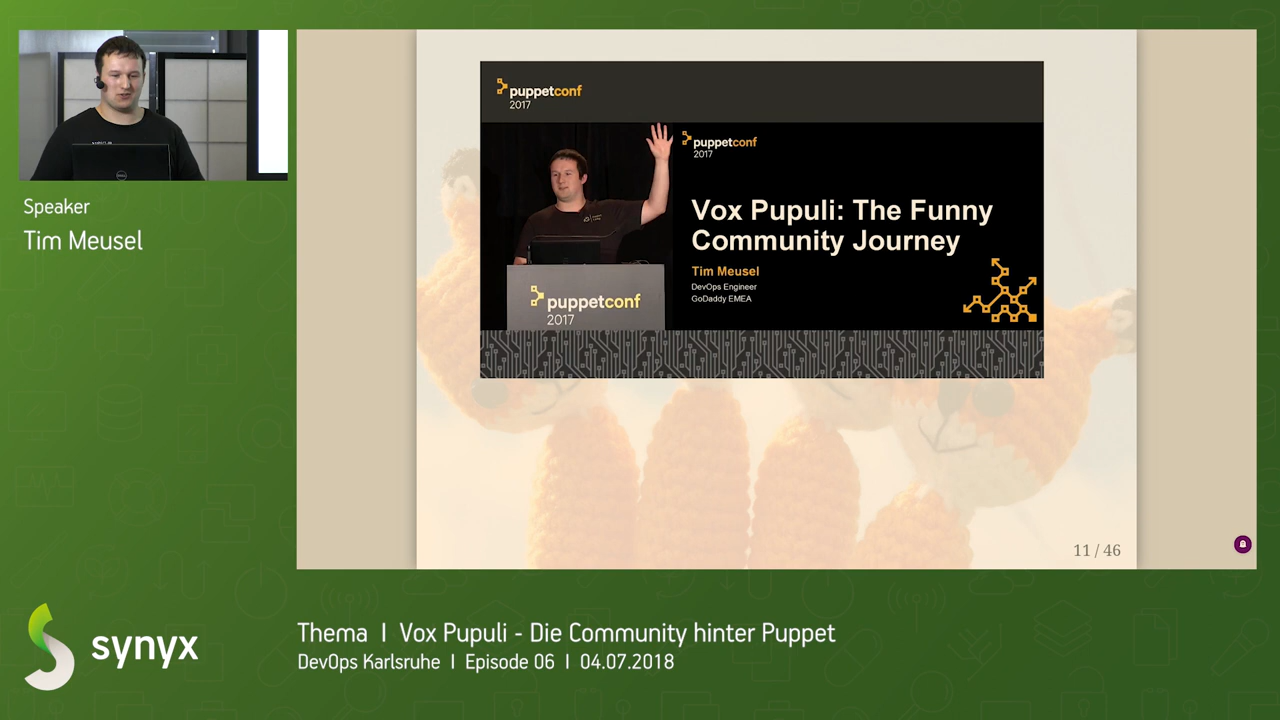 Speaker
Tim Meusel
puppetconf
2017
puppetconf
2017
Vox Pupuli: The Funny
Community Journey
Tim Meusel
DevOps Engineer
GoDaddy EMEA
puppetconf
2017
11 / 46
synyx
Thema I Vox Pupuli - Die Community hinter Puppet
DevOps Karlsruhe I Episode 06 I 04.07.2018